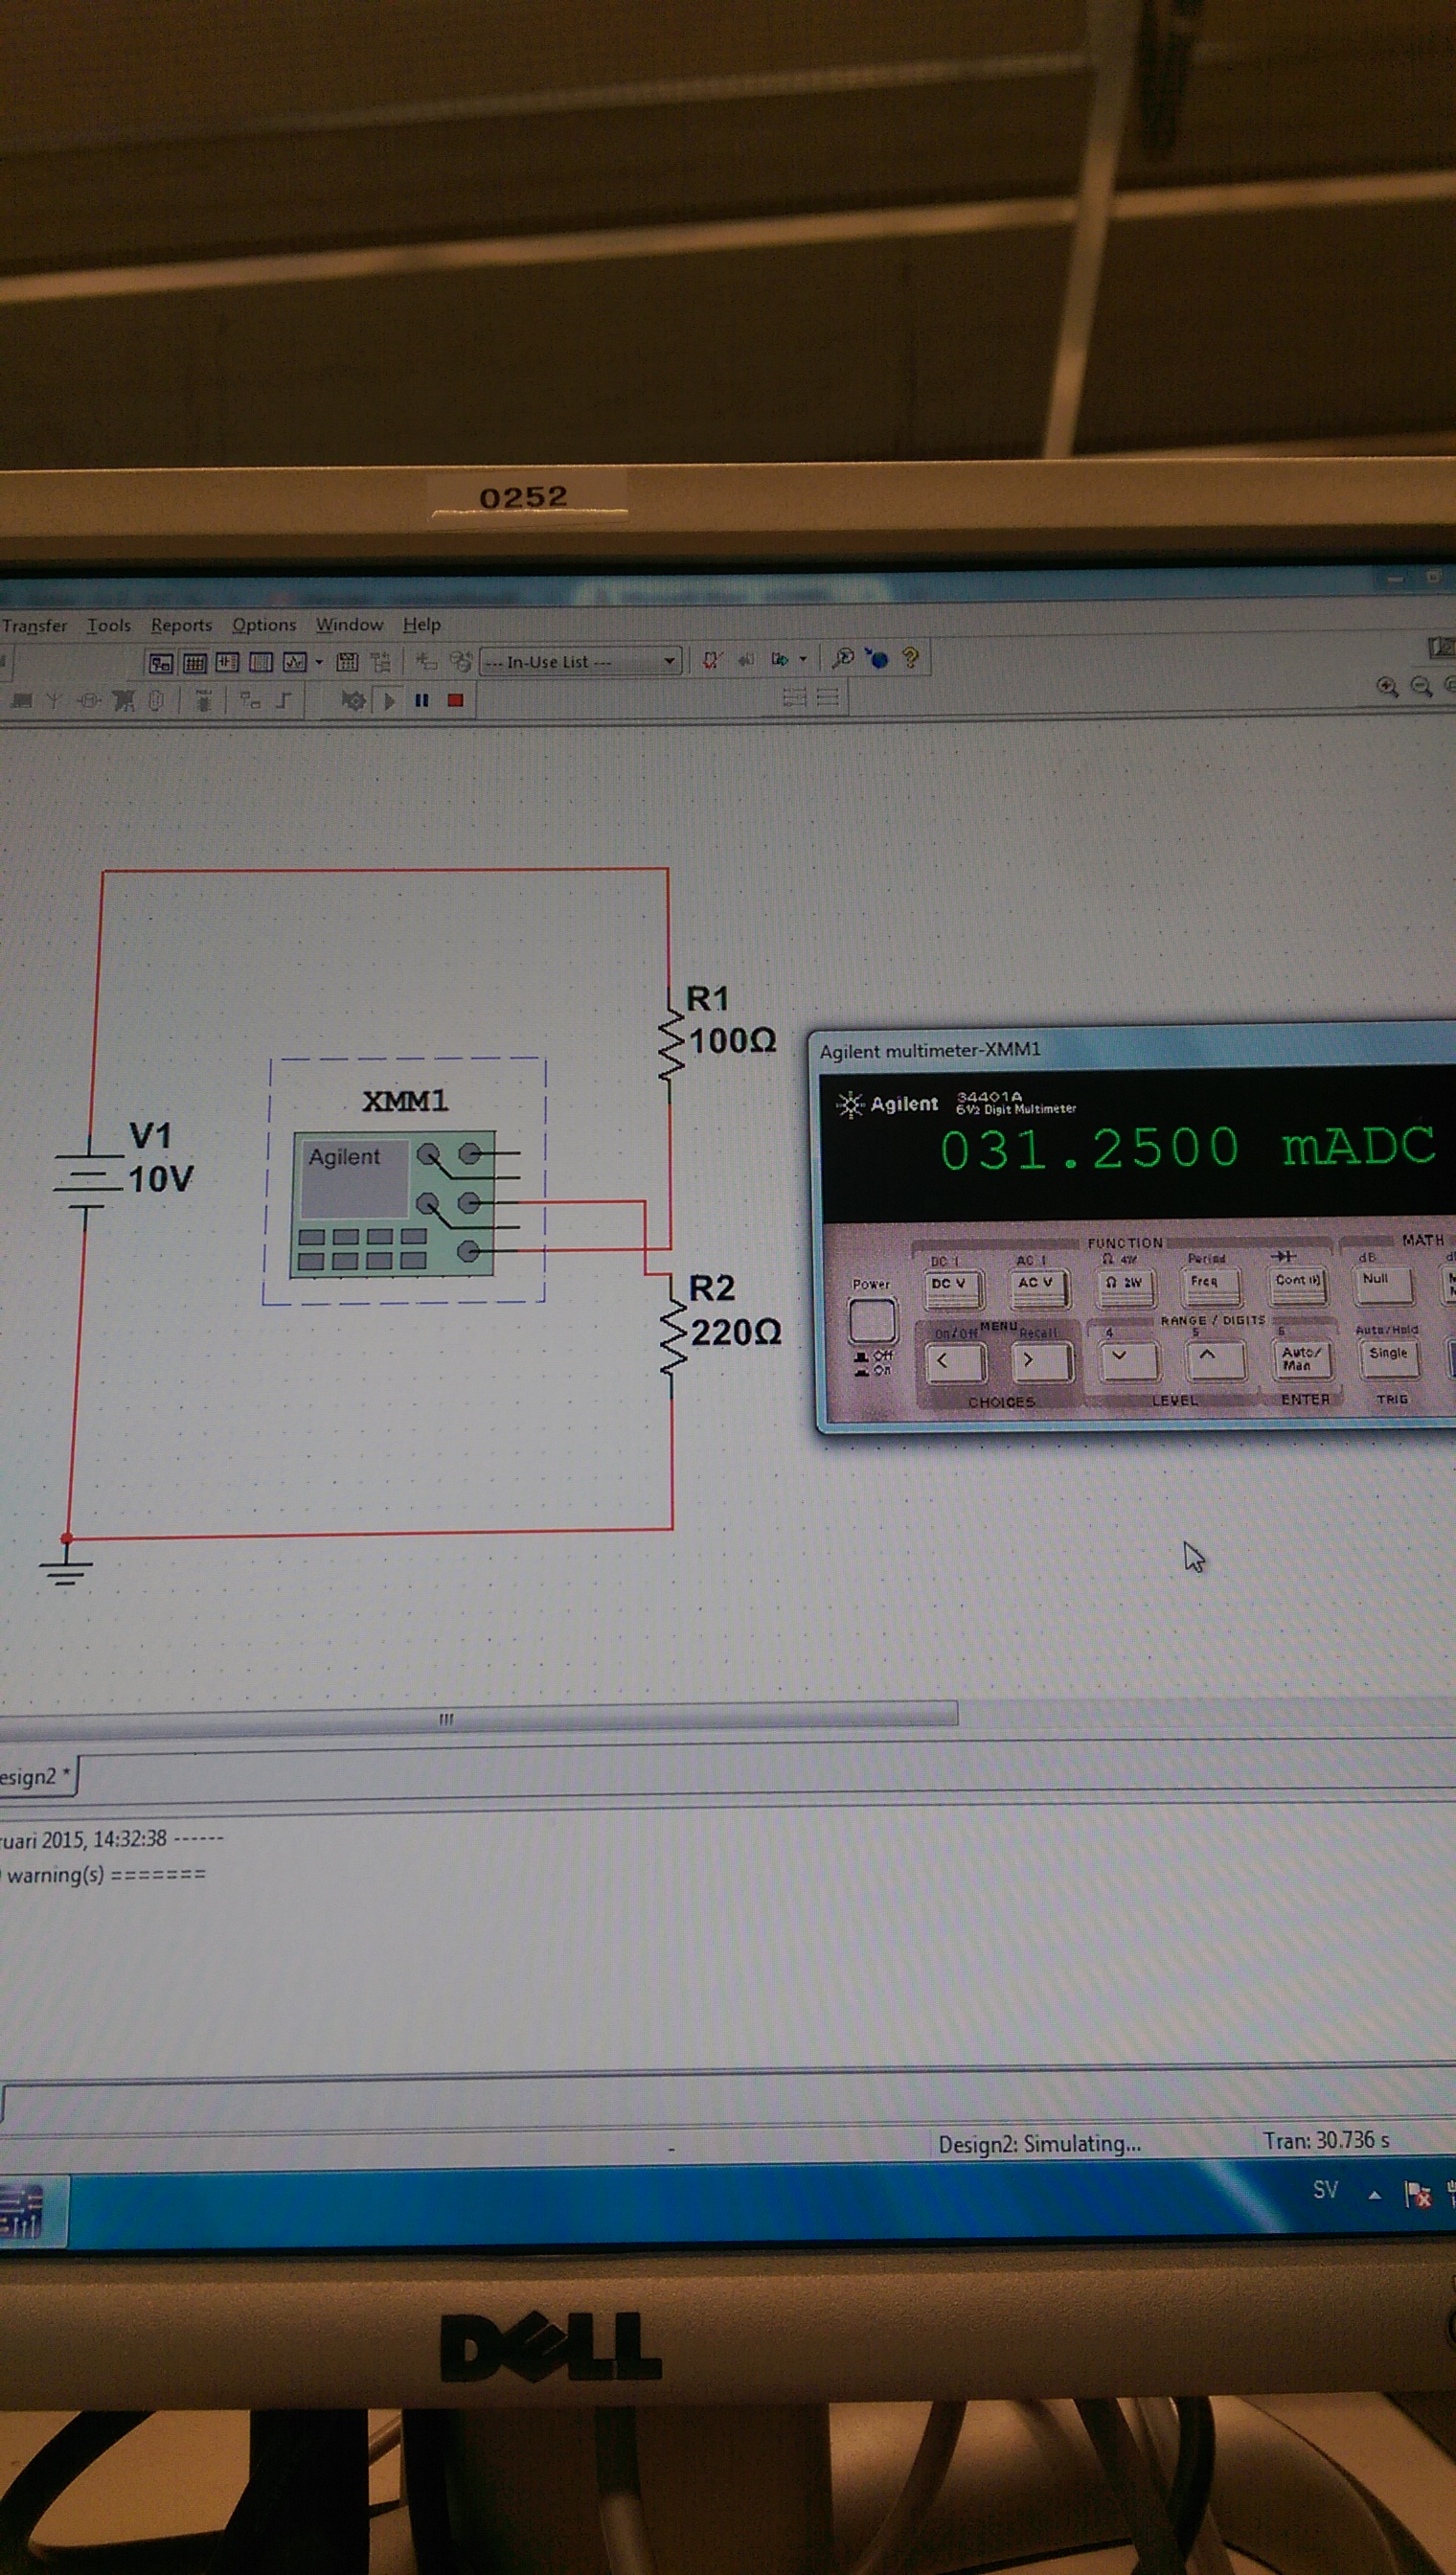 0252
Transfer Tools Reports Options Window Help
--- In-Use List ---
R1
100Ω
XMM1
Agilent
V1
10V
R2
220Ω
Agilent multimeter-XMM1
Agilent 34401A
6½ Digit Multimeter
031.2500 mADC
FUNCTION MATH
DC I AC I Ω 4W Period dB
Power DC V AC V Ω 2W Freq Cont Null
MENU RANGE / DIGITS
On/Off Recall 4 5 6 Auto/Hold
Off
On
< > Auto/
Man Single
CHOICES LEVEL ENTER TRIG
esign2 *
ruari 2015, 14:32:38 ------
warning(s) =======
Design2: Simulating... Tran: 30.736 s
SV
DELL